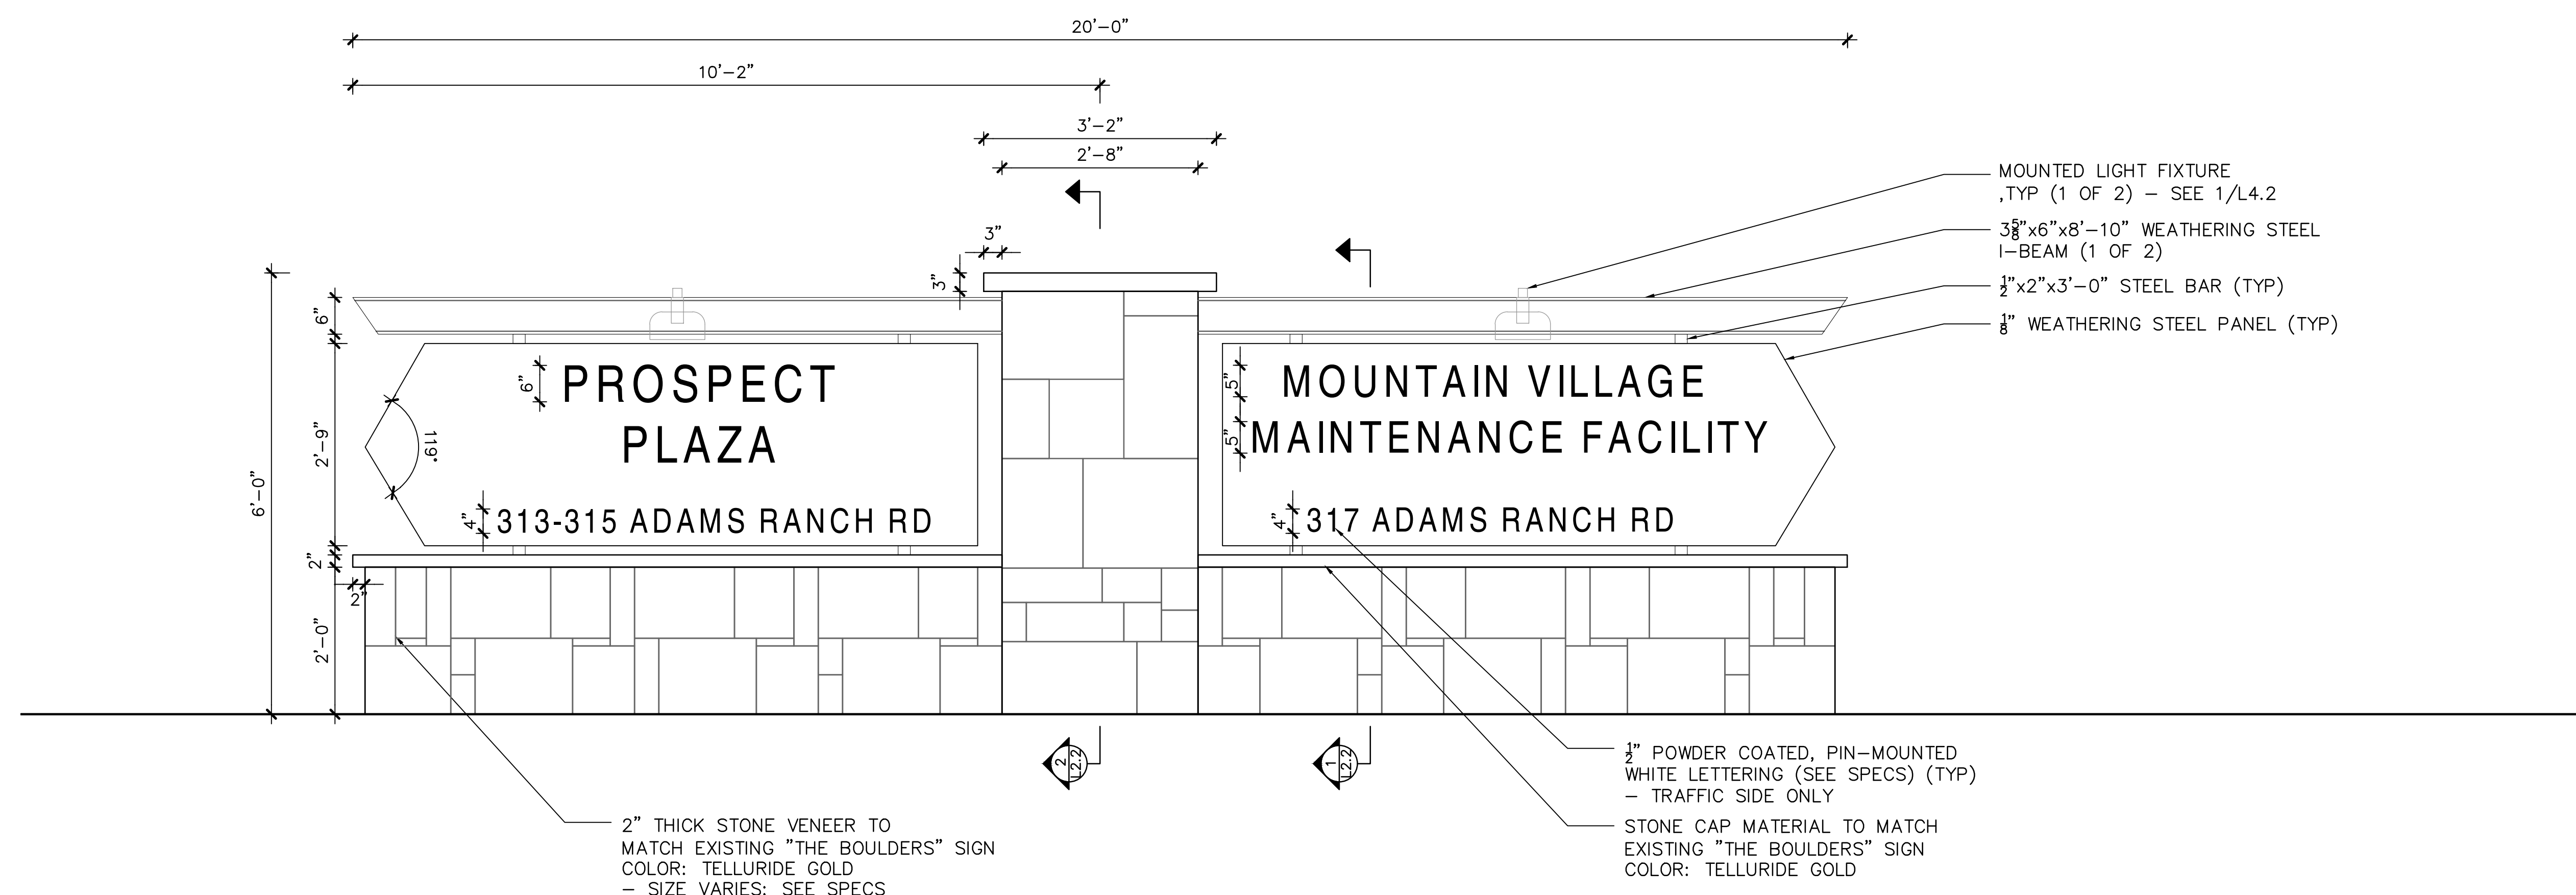 20'-0"
10'-2"
3'-2"
2'-8"
3"
3"
6'-0"
6"
2'-9"
2"
2"
2'-0"
119°
6"
PROSPECT
PLAZA
4"
313-315 ADAMS RANCH RD
5"
MOUNTAIN VILLAGE
5"
MAINTENANCE FACILITY
4"
317 ADAMS RANCH RD
MOUNTED LIGHT FIXTURE
,TYP (1 OF 2) – SEE 1/L4.2
3⅝"x6"x8'-10" WEATHERING STEEL
I-BEAM (1 OF 2)
½"x2"x3'-0" STEEL BAR (TYP)
⅛" WEATHERING STEEL PANEL (TYP)
2
L2.2
1
L2.2
½" POWDER COATED, PIN-MOUNTED
WHITE LETTERING (SEE SPECS) (TYP)
– TRAFFIC SIDE ONLY
STONE CAP MATERIAL TO MATCH
EXISTING "THE BOULDERS" SIGN
COLOR: TELLURIDE GOLD
2" THICK STONE VENEER TO
MATCH EXISTING "THE BOULDERS" SIGN
COLOR: TELLURIDE GOLD
– SIZE VARIES: SEE SPECS